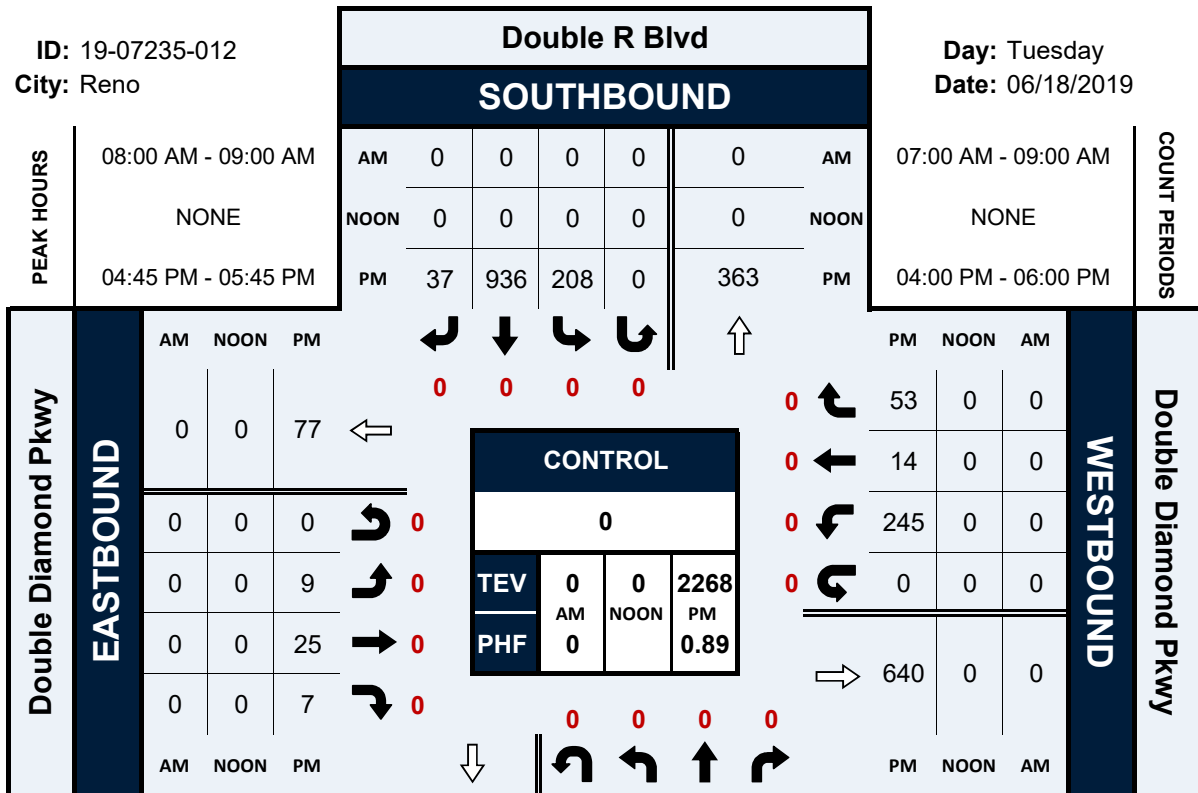 ID: 19-07235-012
City: Reno
Double R Blvd
SOUTHBOUND
Day: Tuesday
Date: 06/18/2019
PEAK HOURS
08:00 AM - 09:00 AM
NONE
04:45 PM - 05:45 PM
AM 0 0 0 0 0 AM
NOON 0 0 0 0 0 NOON
PM 37 936 208 0 363 PM
07:00 AM - 09:00 AM
NONE
04:00 PM - 06:00 PM
COUNT PERIODS
0 0 0 0
Double Diamond Pkwy
EASTBOUND
AM NOON PM
0 0 77
0 0 0 0
0 0 9 0
0 0 25 0
0 0 7 0
AM NOON PM
CONTROL
0
TEV 0 0 2268
AM NOON PM
PHF 0 0.89
PM NOON AM
0 53 0 0
0 14 0 0
0 245 0 0
0 0 0 0
640 0 0
PM NOON AM
WESTBOUND
Double Diamond Pkwy
0 0 0 0